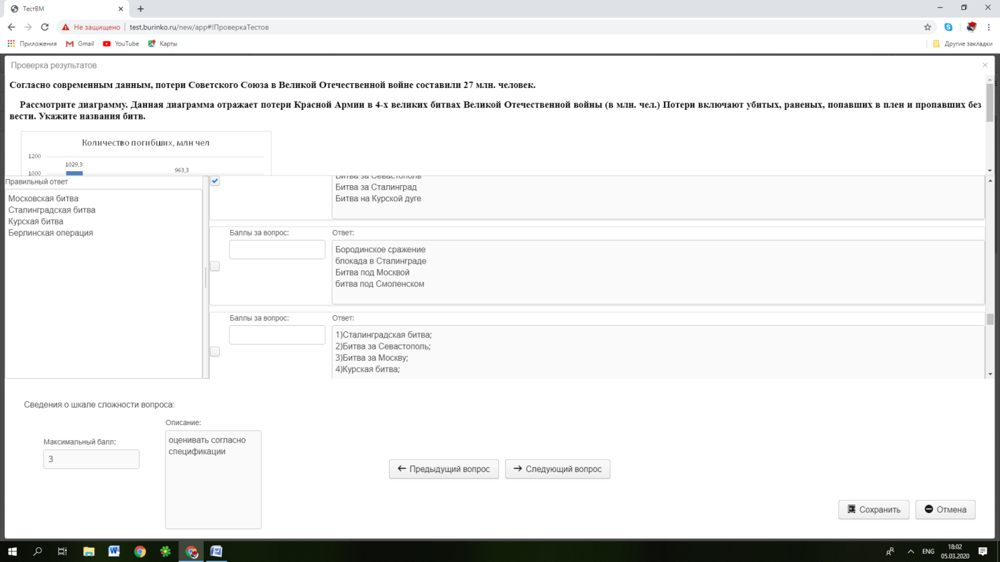 ТестВМ
Не защищено | test.burinko.ru/new/app#!ПроверкаТестов
Приложения Gmail YouTube Карты Другие закладки
Проверка результатов
Согласно современным данным, потери Советского Союза в Великой Отечественной войне составили 27 млн. человек.
Рассмотрите диаграмму. Данная диаграмма отражает потери Красной Армии в 4-х великих битвах Великой Отечественной войны (в млн. чел.) Потери включают убитых, раненых, попавших в плен и пропавших без
вести. Укажите названия битв.
Количество погибших, млн чел
1200
1029,3
963,3
1000
Правильный ответ
Московская битва
Сталинградская битва
Курская битва
Берлинская операция
Битва за Севастополь
Битва за Сталинград
Битва на Курской дуге
Баллы за вопрос: Ответ:
Бородинское сражение
блокада в Сталинграде
Битва под Москвой
битва под Смоленском
Баллы за вопрос: Ответ:
1)Сталинградская битва;
2)Битва за Севастополь;
3)Битва за Москву;
4)Курская битва;
Сведения о шкале сложности вопроса:
Описание:
оценивать согласно
спецификации
Максимальный балл:
3
Предыдущий вопрос Следующий вопрос
Сохранить Отмена
ENG
18:02
05.03.2020